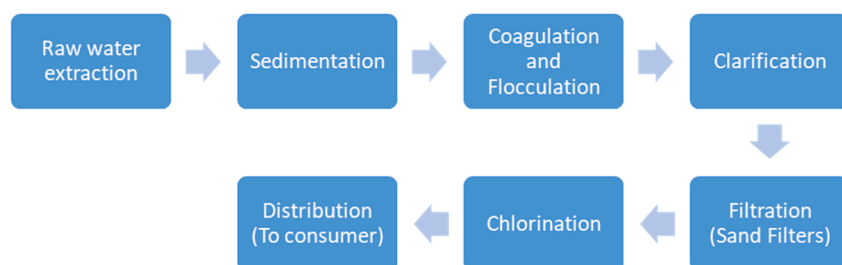 Raw water
extraction
Sedimentation
Coagulation
and
Flocculation
Clarification
Filtration
(Sand Filters)
Chlorination
Distribution
(To consumer)